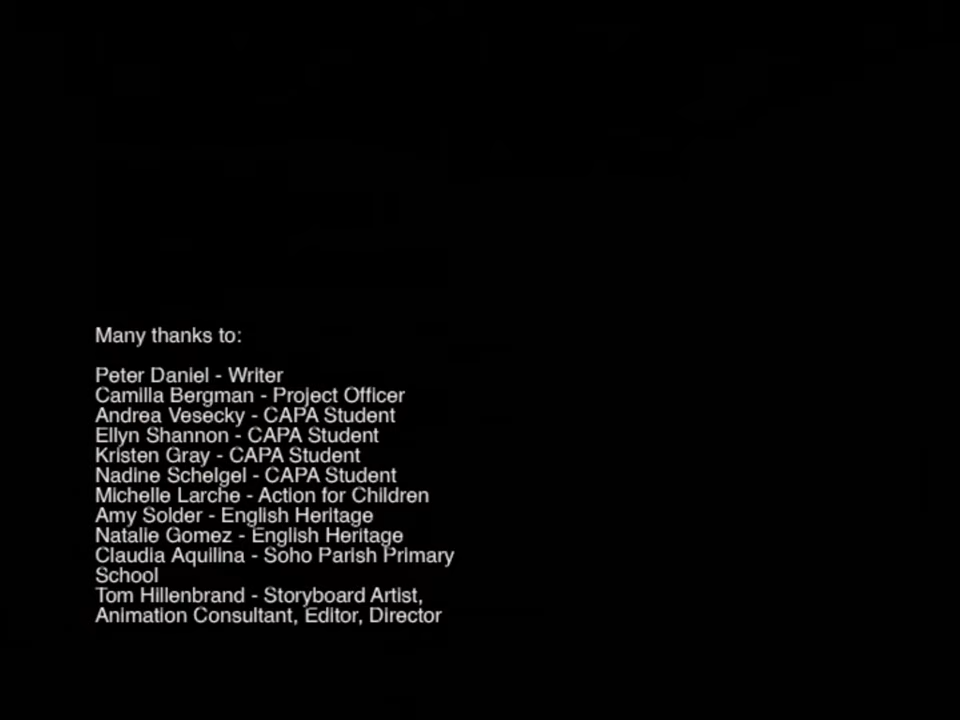 Many thanks to:
Peter Daniel - Writer
Camilla Bergman - Project Officer
Andrea Vesecky - CAPA Student
Ellyn Shannon - CAPA Student
Kristen Gray - CAPA Student
Nadine Schelgel - CAPA Student
Michelle Larche - Action for Children
Amy Solder - English Heritage
Natalie Gomez - English Heritage
Claudia Aquilina - Soho Parish Primary
School
Tom Hillenbrand - Storyboard Artist,
Animation Consultant, Editor, Director